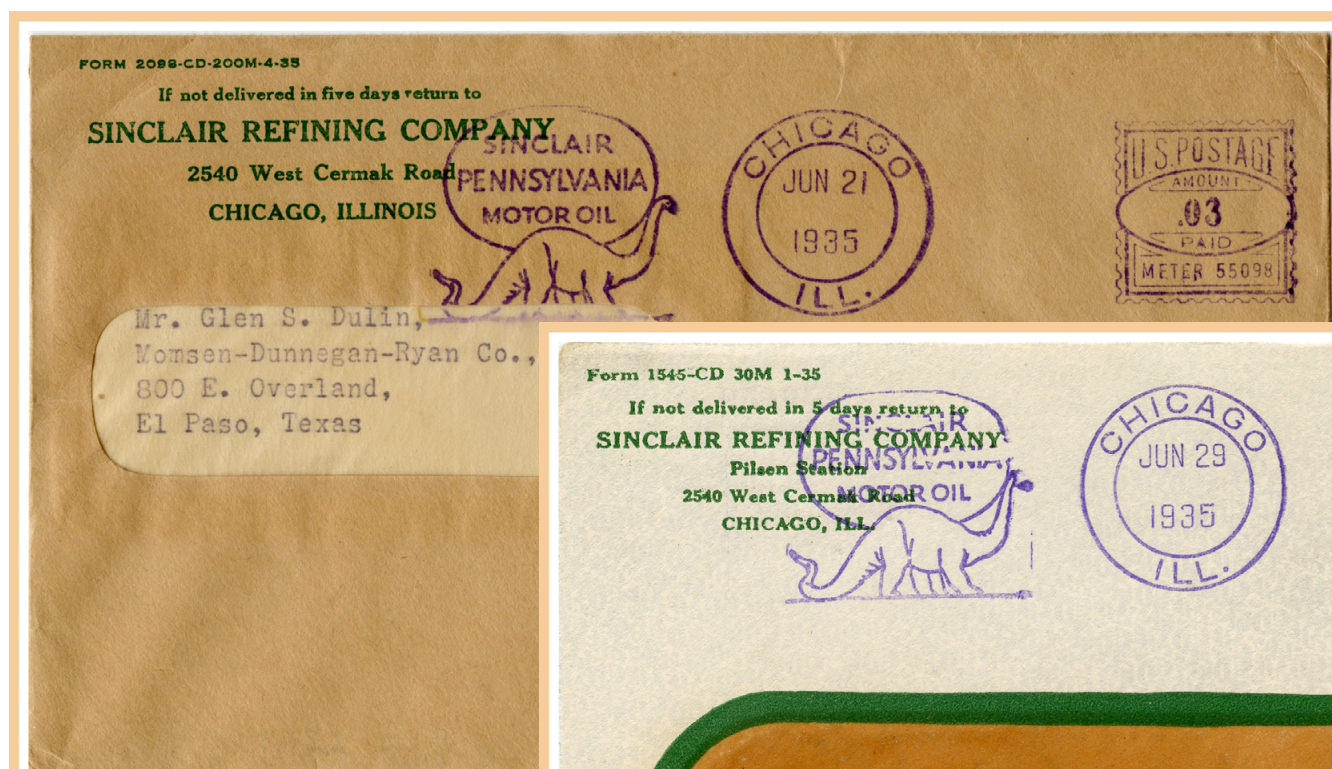 FORM 2098-CD-200M-4-35
If not delivered in five days return to
SINCLAIR REFINING COMPANY
2540 West Cermak Road
CHICAGO, ILLINOIS
SINCLAIR
PENNSYLVANIA
MOTOR OIL
CHICAGO
JUN 21
1935
ILL.
U.S. POSTAGE
AMOUNT
.03
PAID
METER 55098
Mr. Glen S. Dulin,
Momsen-Dunnegan-Ryan Co.,
800 E. Overland,
El Paso, Texas
Form 1545-CD 30M 1-35
If not delivered in 5 days return to
SINCLAIR REFINING COMPANY
Pilsen Station
2540 West Cermak Road
CHICAGO, ILL.
SINCLAIR
PENNSYLVANIA
MOTOR OIL
CHICAGO
JUN 29
1935
ILL.